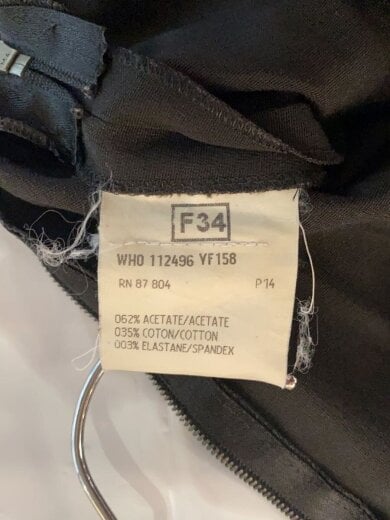 F34
WHO 112496 YF158
RN 87 804 P14
062% ACETATE/ACETATE
035% COTON/COTTON
003% ELASTANE/SPANDEX